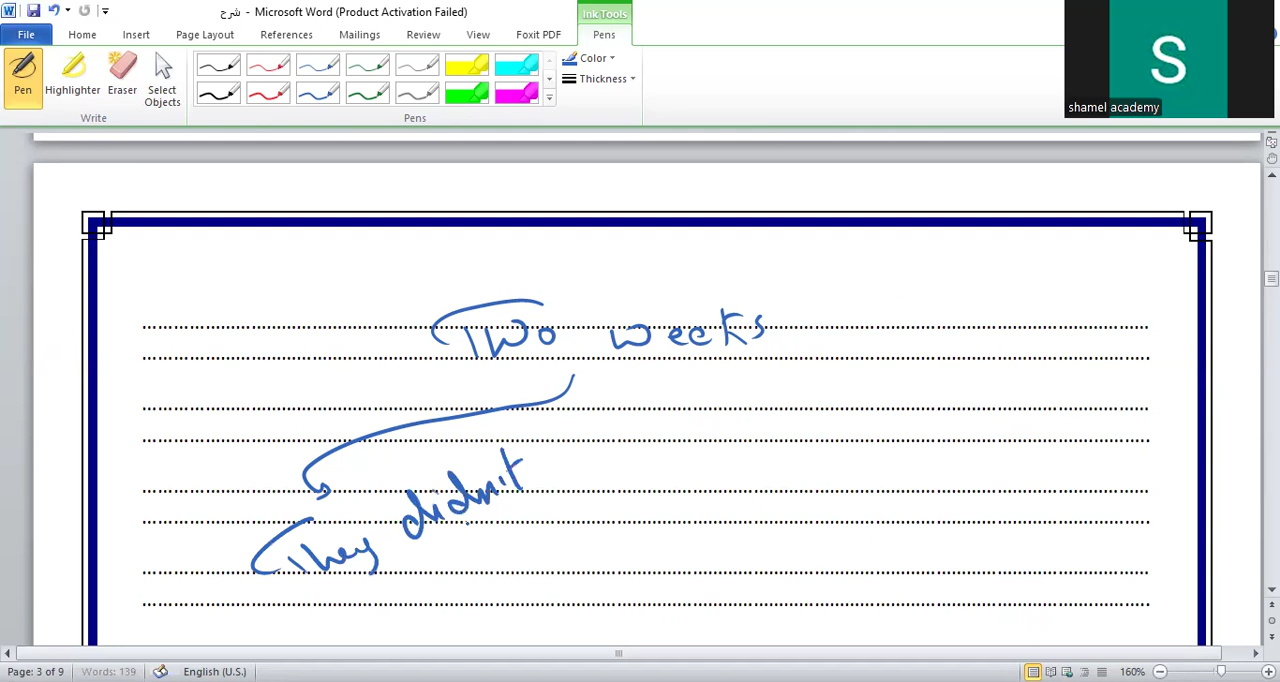 شرح - Microsoft Word (Product Activation Failed)
Ink Tools
File Home Insert Page Layout References Mailings Review View Foxit PDF Pens
Pen Highlighter Eraser Select Objects
Color
Thickness
Write Pens
S
shamel academy
Two weeks
They didn't
Page: 3 of 9 Words: 139 English (U.S.) 160%